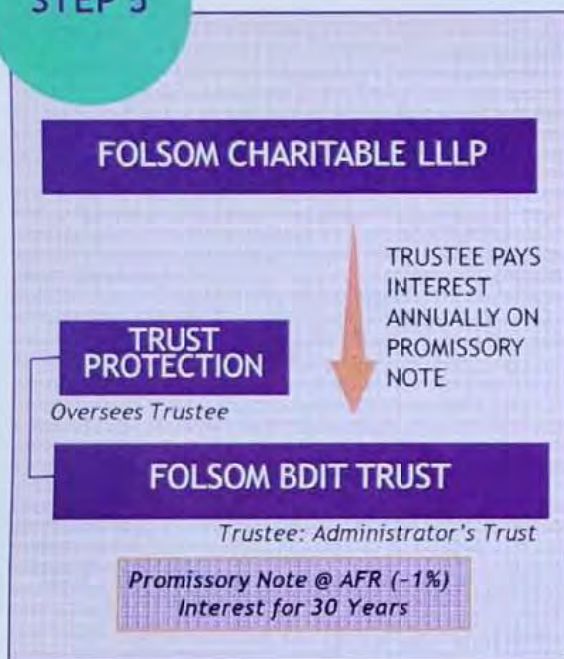 STEP 5
FOLSOM CHARITABLE LLLP
TRUSTEE PAYS
INTEREST
ANNUALLY ON
PROMISSORY
NOTE
TRUST
PROTECTION
Oversees Trustee
FOLSOM BDIT TRUST
Trustee: Administrator's Trust
Promissory Note @ AFR (~1%)
Interest for 30 Years